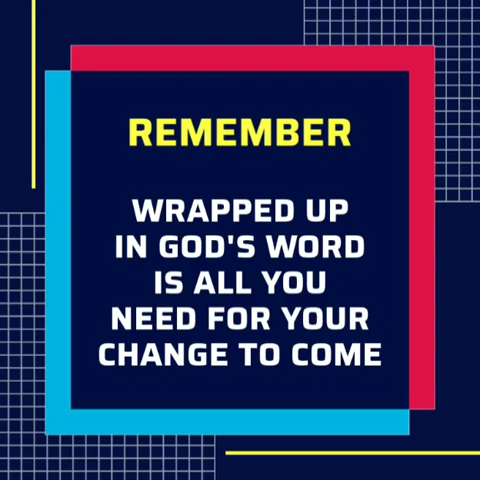 REMEMBER
WRAPPED UP
IN GOD'S WORD
IS ALL YOU
NEED FOR YOUR
CHANGE TO COME